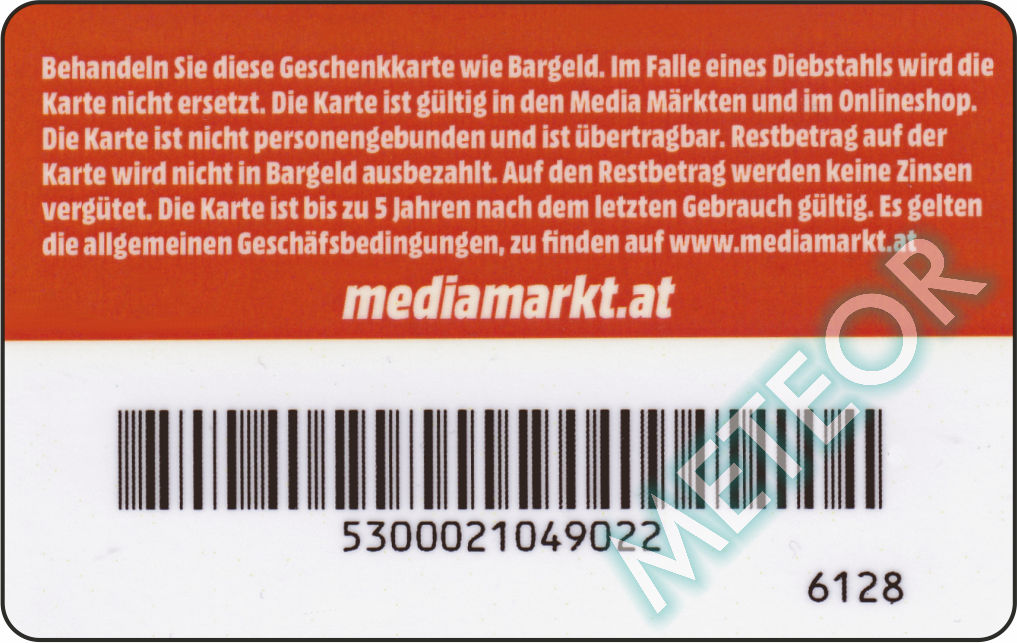 Behandeln Sie diese Geschenkkarte wie Bargeld. Im Falle eines Diebstahls wird die
Karte nicht ersetzt. Die Karte ist gültig in den Media Märkten und im Onlineshop.
Die Karte ist nicht personengebunden und ist übertragbar. Restbetrag auf der
Karte wird nicht in Bargeld ausbezahlt. Auf den Restbetrag werden keine Zinsen
vergütet. Die Karte ist bis zu 5 Jahren nach dem letzten Gebrauch gültig. Es gelten
die allgemeinen Geschäfsbedingungen, zu finden auf www.mediamarkt.at
mediamarkt.at
METEOR
5300021049022
6128